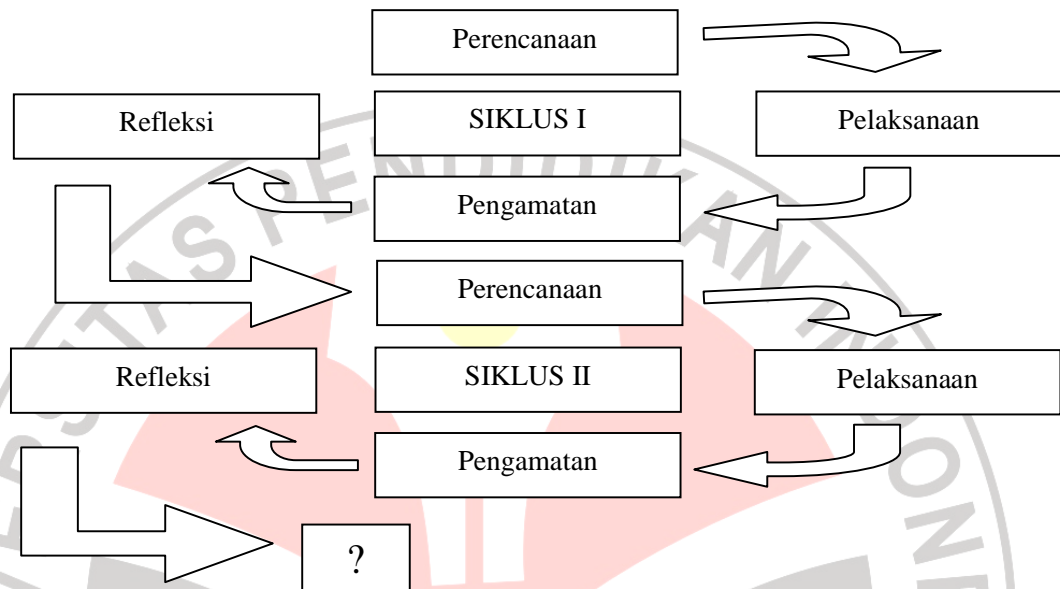 Perencanaan
Refleksi
SIKLUS I
Pelaksanaan
Pengamatan
Perencanaan
Refleksi
SIKLUS II
Pelaksanaan
Pengamatan
?